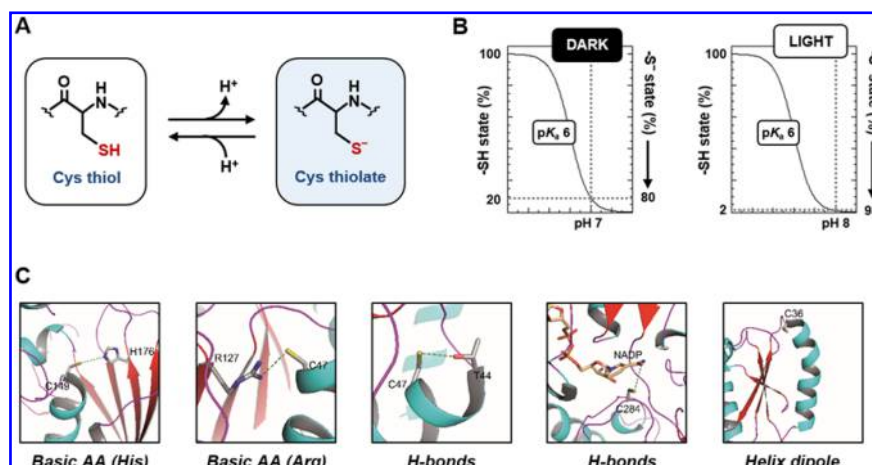 A
O
H
N
SH
Cys thiol
H⁺
H⁺
O
H
N
S⁻
Cys thiolate
B
DARK
100
-SH state (%)
20
pKa 6
pH 7
-S⁻ state (%)
80
LIGHT
100
-SH state (%)
2
pKa 6
pH 8
C
C149
H176
Basic AA (His)
R127
C47
Basic AA (Arg)
C47
T44
H-bonds
NADP
C284
H-bonds
C36
Helix dipole